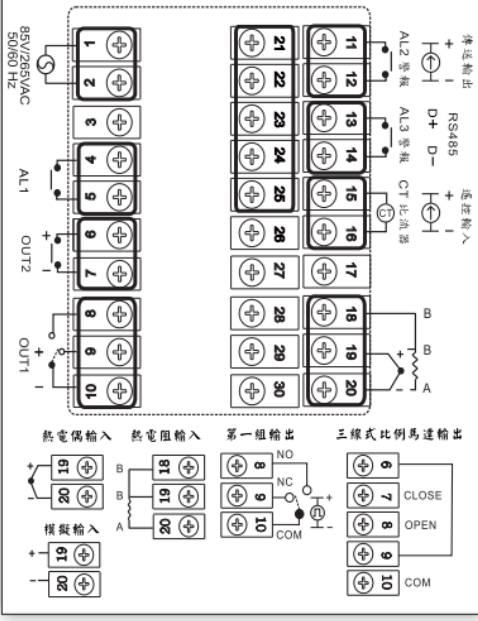 85V/265VAC
50/60 Hz
AL1
OUT2
OUT1
1
2
3
4
5
6
7
8
9
10
21
22
23
24
25
26
27
28
29
30
11
12
13
14
15
16
17
18
19
20
AL2 警報
AL3 警報
CT 比流器
CT
傳送輸出
+ −
RS485
D+ D−
遙控輸入
+ −
B
B
A
+
−
+
−
+
−
熱電偶輸入
+
19
−
20
模擬輸入
+
19
−
20
熱電阻輸入
B
18
B
19
A
20
第一組輸出
8
NO
9
NC
10
COM
+
−
三線式比例馬達輸出
6
7 CLOSE
8 OPEN
9
10 COM